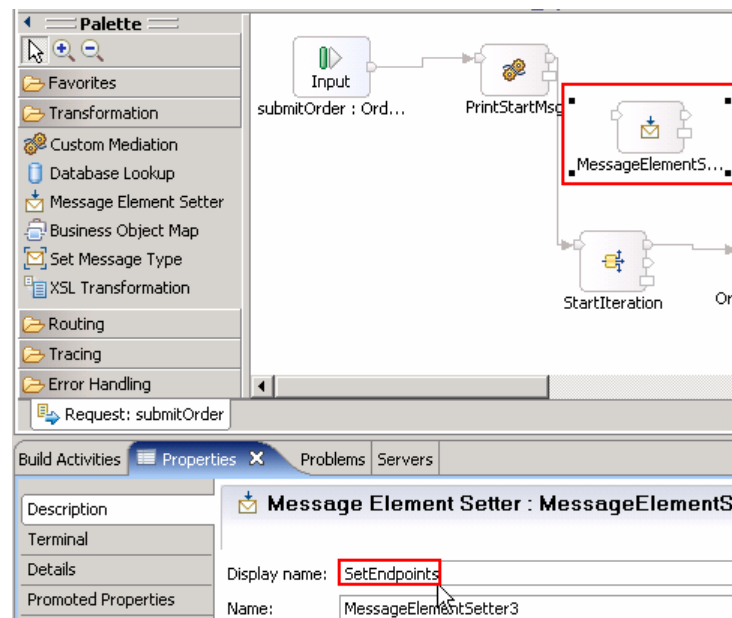 Palette
Favorites
Transformation
Custom Mediation
Database Lookup
Message Element Setter
Business Object Map
Set Message Type
XSL Transformation
Routing
Tracing
Error Handling
Input
submitOrder : Ord...
PrintStartMsg
MessageElementS...
StartIteration
Or
Request: submitOrder
Build Activities
Properties
Problems
Servers
Description
Terminal
Details
Promoted Properties
Message Element Setter : MessageElementS
Display name: SetEndpoints
Name: MessageElementSetter3